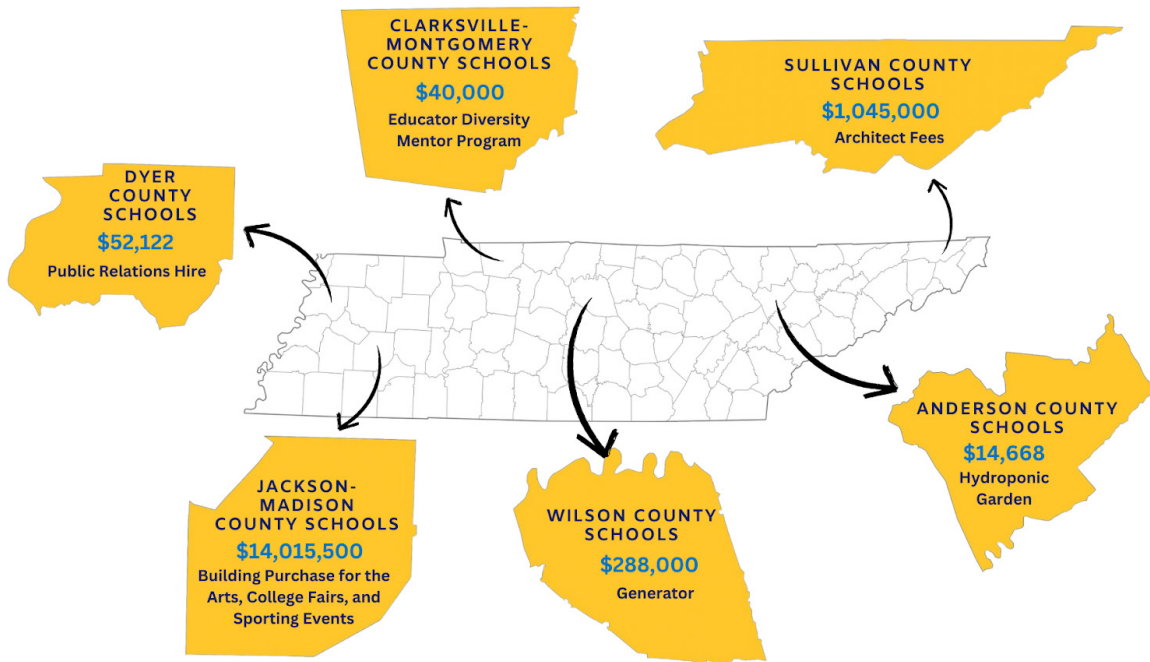 CLARKSVILLE-
MONTGOMERY
COUNTY SCHOOLS
$40,000
Educator Diversity
Mentor Program
SULLIVAN COUNTY
SCHOOLS
$1,045,000
Architect Fees
DYER
COUNTY
SCHOOLS
$52,122
Public Relations Hire
ANDERSON COUNTY
SCHOOLS
$14,668
Hydroponic
Garden
JACKSON-
MADISON
COUNTY SCHOOLS
$14,015,500
Building Purchase for the
Arts, College Fairs, and
Sporting Events
WILSON COUNTY
SCHOOLS
$288,000
Generator